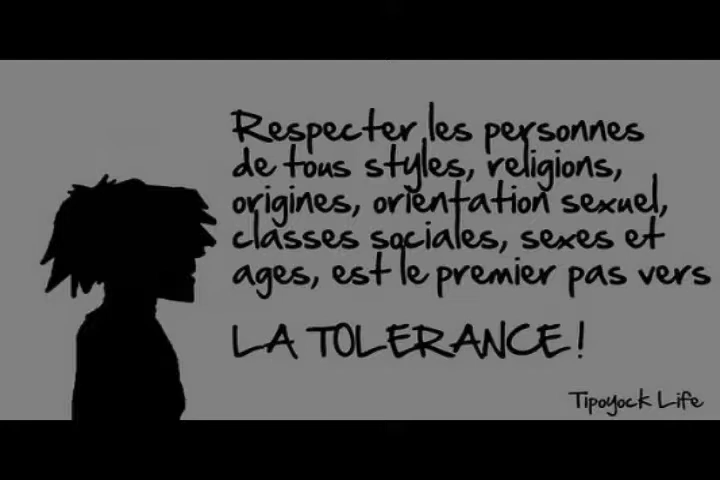 Respecter les personnes
de tous styles, religions,
origines, orientation sexuel,
classes sociales, sexes et
ages, est le premier pas vers
LA TOLERANCE!
Tipoyock Life